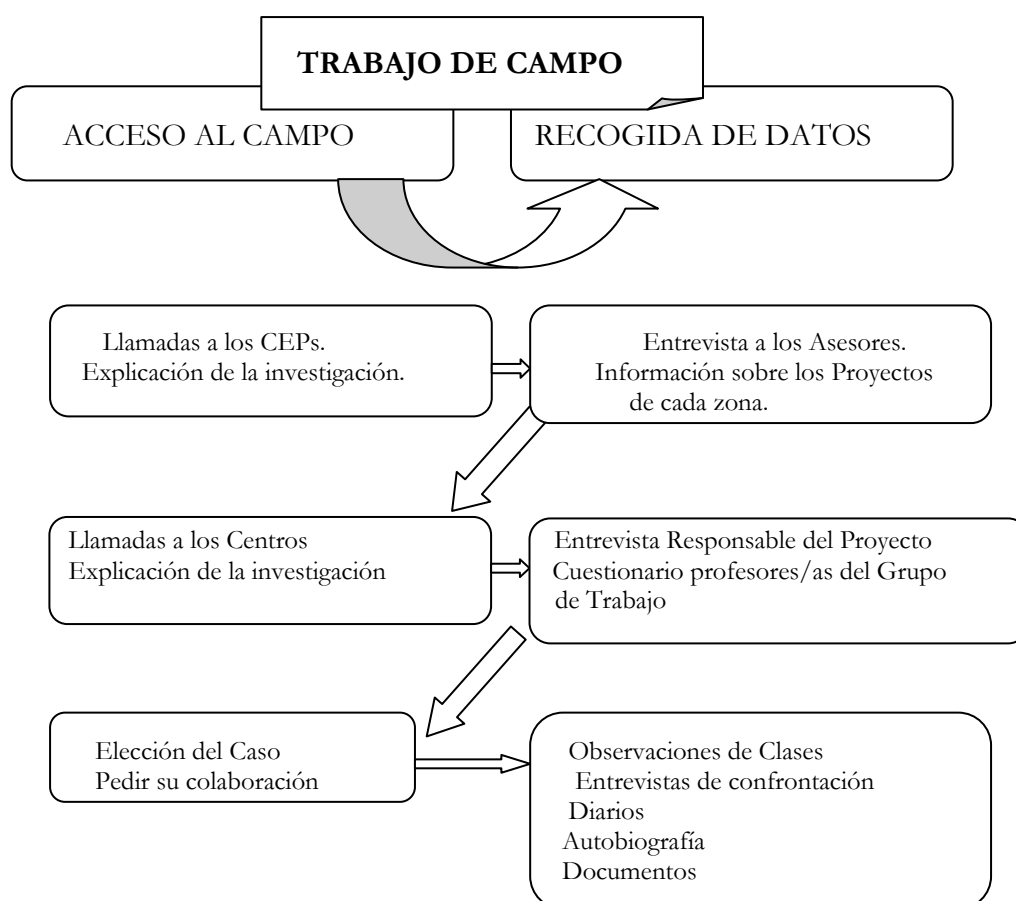 TRABAJO DE CAMPO
ACCESO AL CAMPO
RECOGIDA DE DATOS
Llamadas a los CEPs.
Explicación de la investigación.
Entrevista a los Asesores.
Información sobre los Proyectos
de cada zona.
Llamadas a los Centros
Explicación de la investigación
Entrevista Responsable del Proyecto
Cuestionario profesores/as del Grupo
de Trabajo
Elección del Caso
Pedir su colaboración
Observaciones de Clases
Entrevistas de confrontación
Diarios
Autobiografía
Documentos